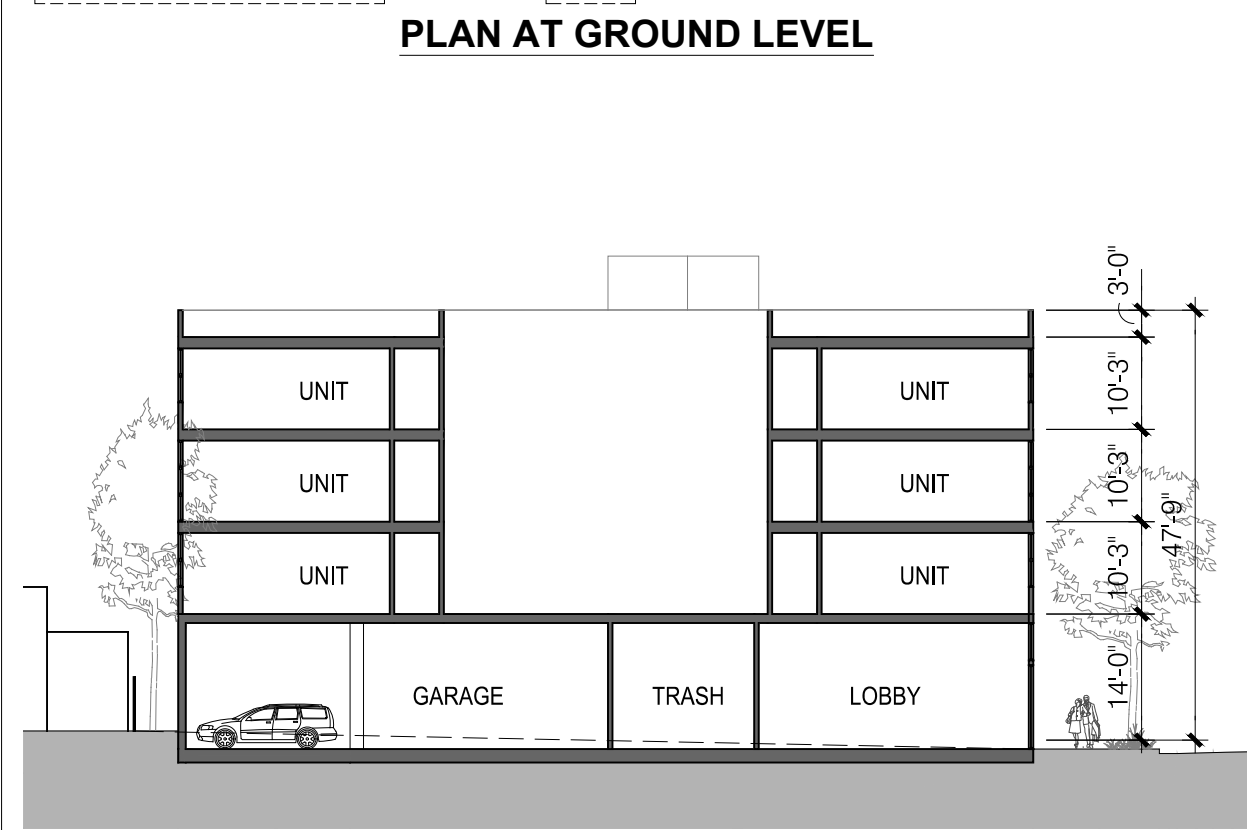 PLAN AT GROUND LEVEL
3'-0"
UNIT
UNIT
10'-3"
UNIT
UNIT
10'-3"
47'-9"
UNIT
UNIT
10'-3"
GARAGE
TRASH
LOBBY
14'-0"